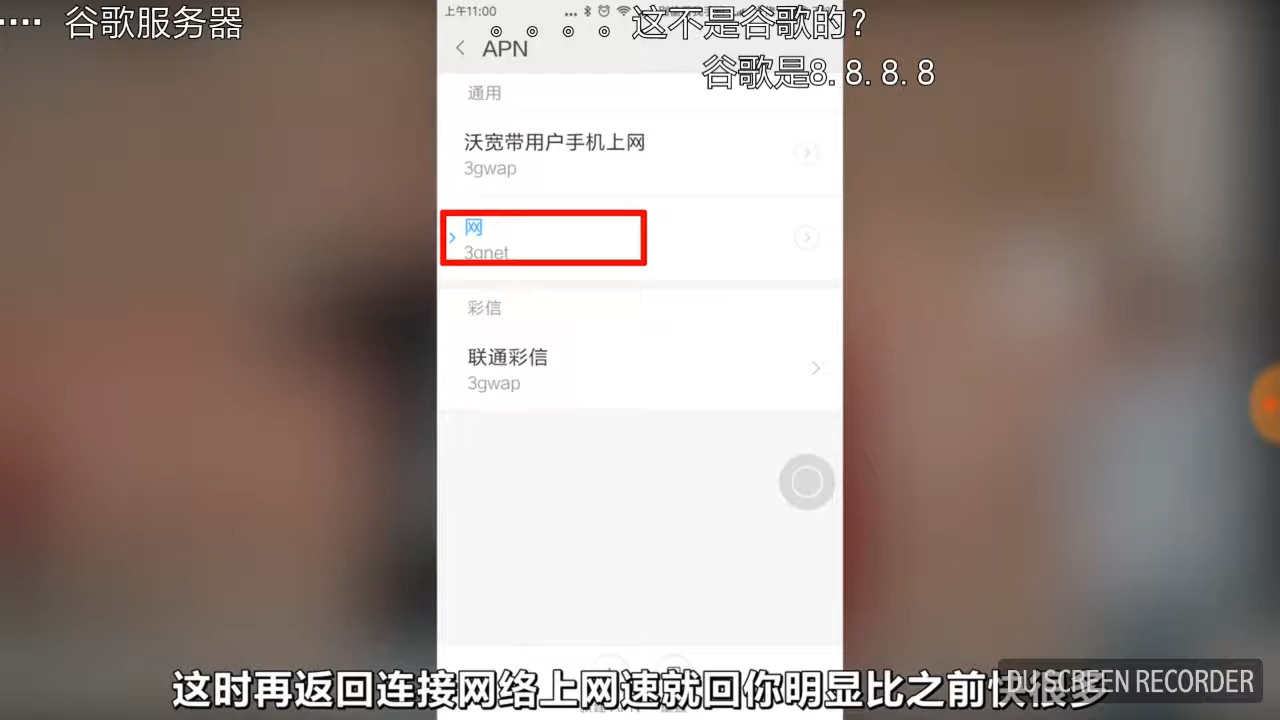 ···· 谷歌服务器
。。。。这不是谷歌的？
谷歌是8.8.8.8
上午11:00
APN
通用
沃宽带用户手机上网
3gwap
网
3gnet
彩信
联通彩信
3gwap
这时再返回连接网络上网速就回你明显比之前快很多
DU SCREEN RECORDER